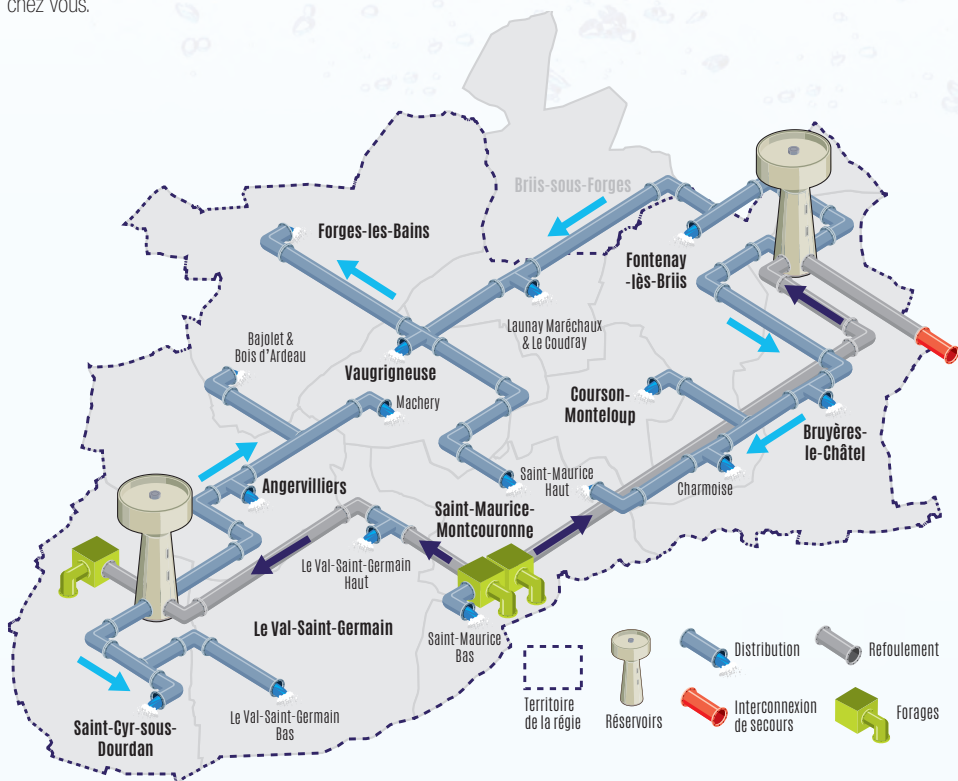 chez vous.
Briis-sous-Forges
Forges-les-Bains
Fontenay
-lès-Briis
Launay Maréchaux
& Le Coudray
Bajolet &
Bois d'Ardeau
Vaugrigneuse
Machery
Courson-
Monteloup
Bruyères-
le-Châtel
Angervilliers
Saint-Maurice
Haut
Charmoise
Saint-Maurice-
Montcouronne
Le Val-Saint-Germain
Haut
Le Val-Saint-Germain
Saint-Maurice
Bas
Saint-Cyr-sous-
Dourdan
Le Val-Saint-Germain
Bas
Territoire
de la régie
Réservoirs
Distribution
Refoulement
Interconnexion
de secours
Forages